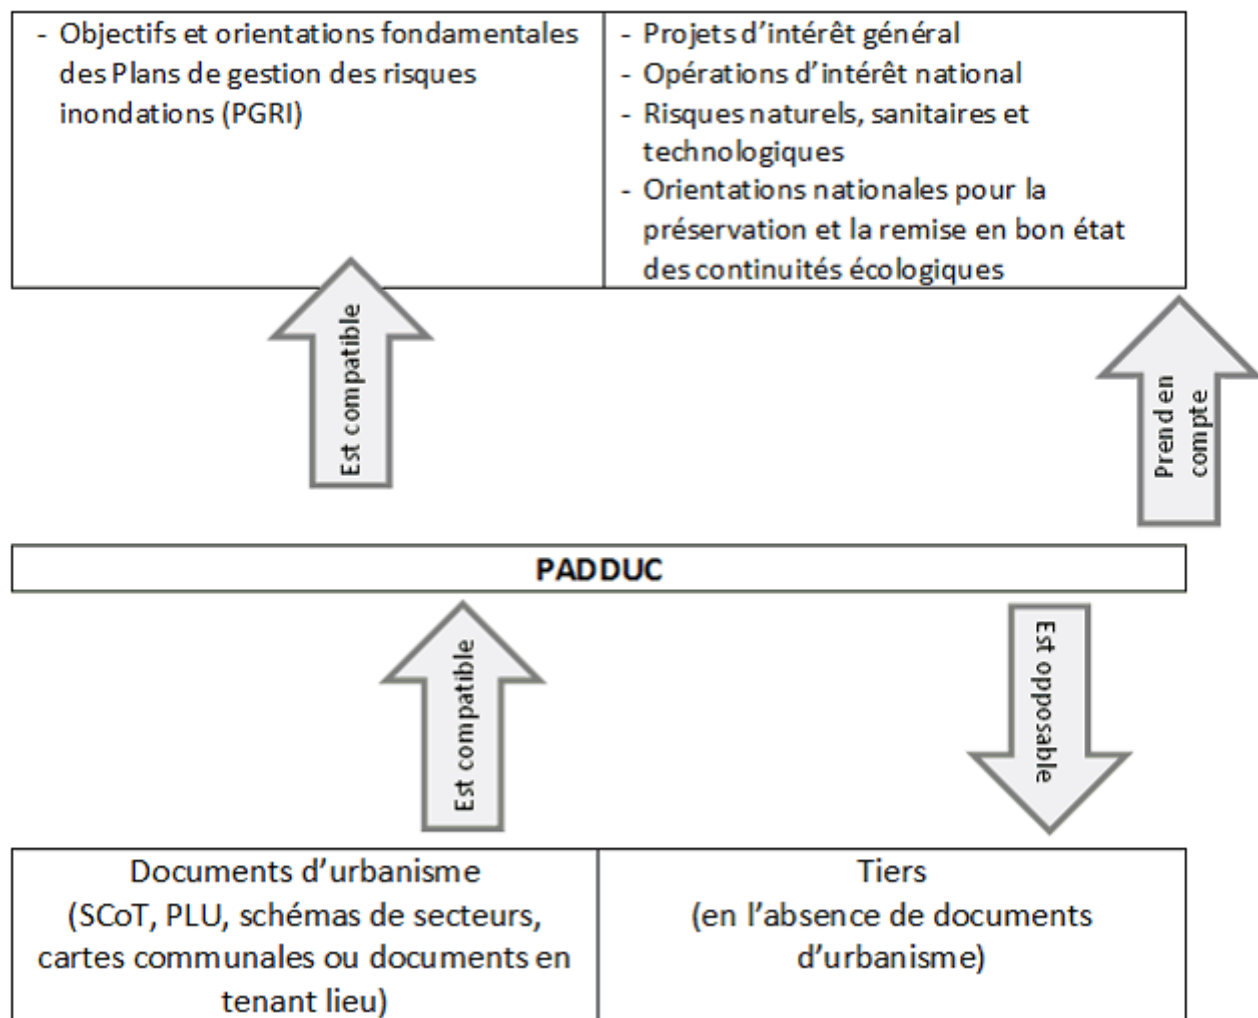 - Objectifs et orientations fondamentales
des Plans de gestion des risques
inondations (PGRI)
- Projets d’intérêt général
- Opérations d’intérêt national
- Risques naturels, sanitaires et
technologiques
- Orientations nationales pour la
préservation et la remise en bon état
des continuités écologiques
Est compatible
Prend en
compte
PADDUC
Est compatible
Est opposable
Documents d’urbanisme
(SCoT, PLU, schémas de secteurs,
cartes communales ou documents en
tenant lieu)
Tiers
(en l’absence de documents
d’urbanisme)